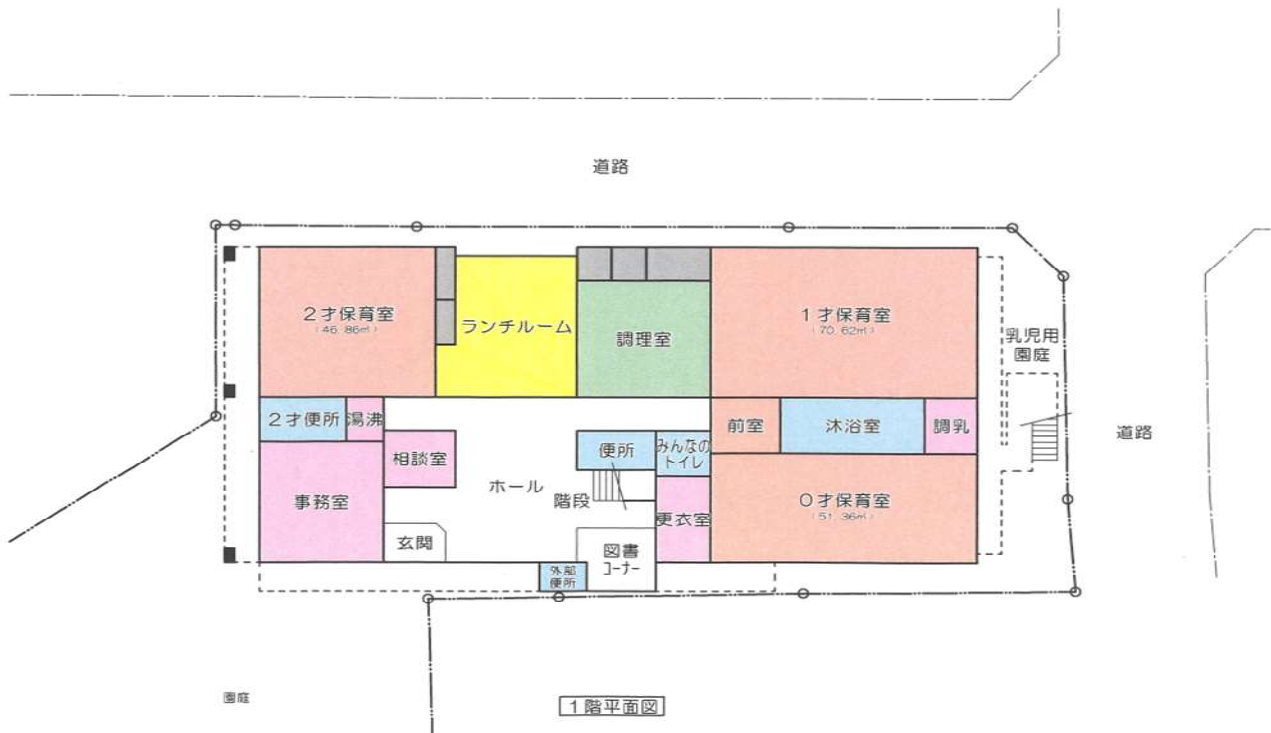 道路
2才保育室
(46.86㎡)
ランチルーム
調理室
1才保育室
(70.62㎡)
乳児用
園庭
2才便所
湯沸
相談室
事務室
玄関
ホール
便所
みんなの
トイレ
階段
更衣室
図書
コーナー
外部
便所
前室
沐浴室
調乳
0才保育室
(51.36㎡)
道路
園庭
1階平面図